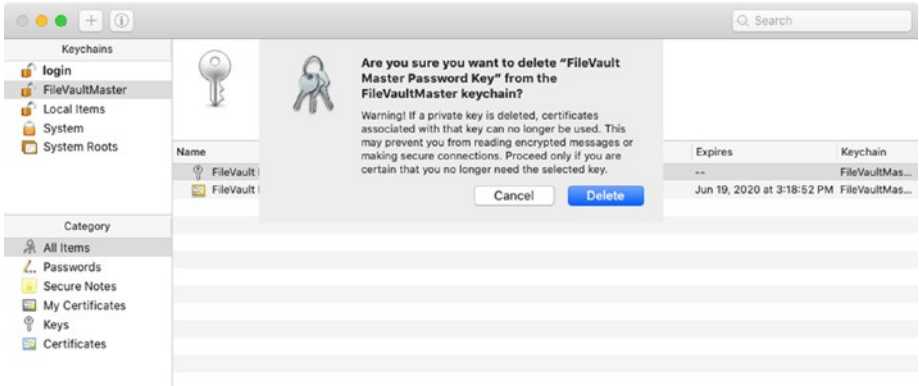 Search
Keychains
login
FileVaultMaster
Local Items
System
System Roots
Are you sure you want to delete "FileVault
Master Password Key" from the
FileVaultMaster keychain?
Warning! If a private key is deleted, certificates
associated with that key can no longer be used. This
may prevent you from reading encrypted messages or
making secure connections. Proceed only if you are
certain that you no longer need the selected key.
Cancel Delete
Name Expires Keychain
FileVault -- FileVaultMas...
FileVault Jun 19, 2020 at 3:18:52 PM FileVaultMas...
Category
All Items
Passwords
Secure Notes
My Certificates
Keys
Certificates